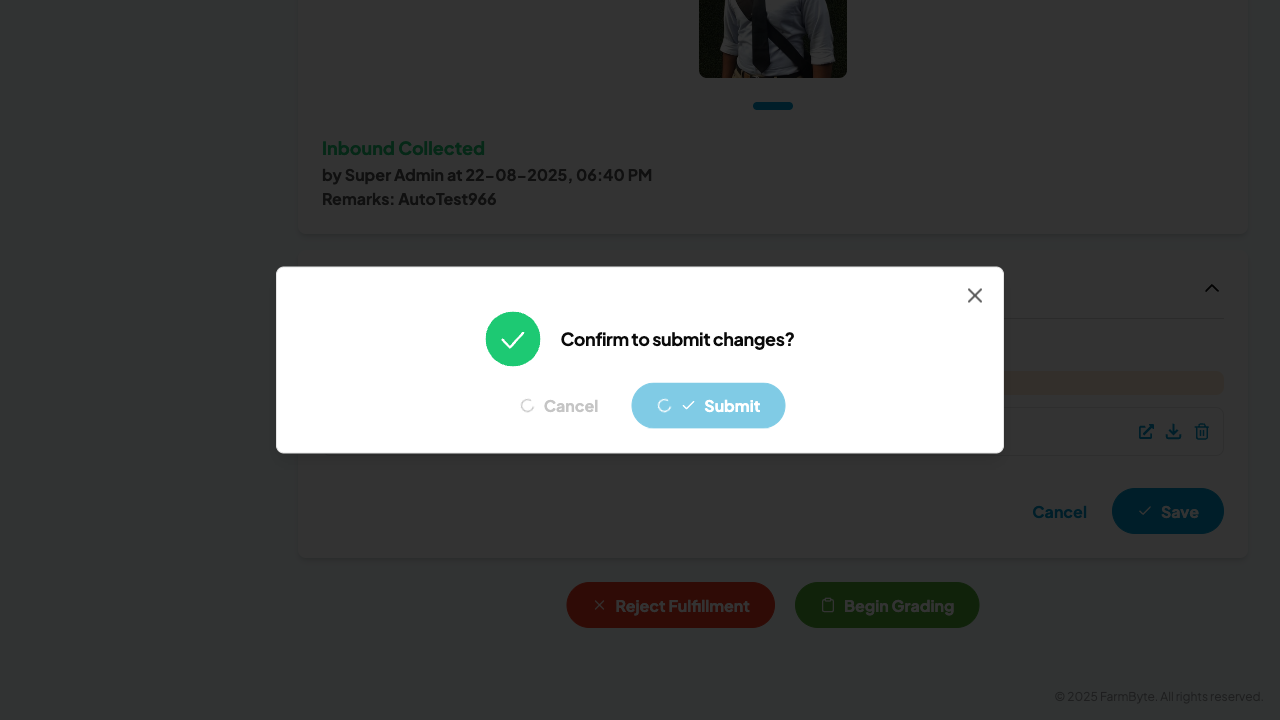 Inbound Collected
by Super Admin at 22-08-2025, 06:40 PM
Remarks: AutoTest966
Confirm to submit changes?
Cancel
Submit
Cancel
Save
Reject Fulfillment
Begin Grading
© 2025 FarmByte. All rights reserved.